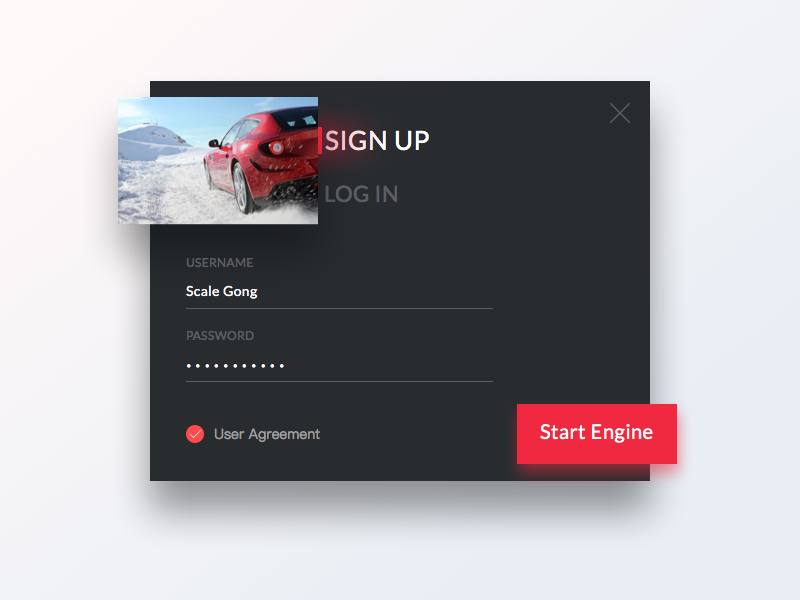 SIGN UP
LOG IN
USERNAME
Scale Gong
PASSWORD
•••••••••••
User Agreement
Start Engine